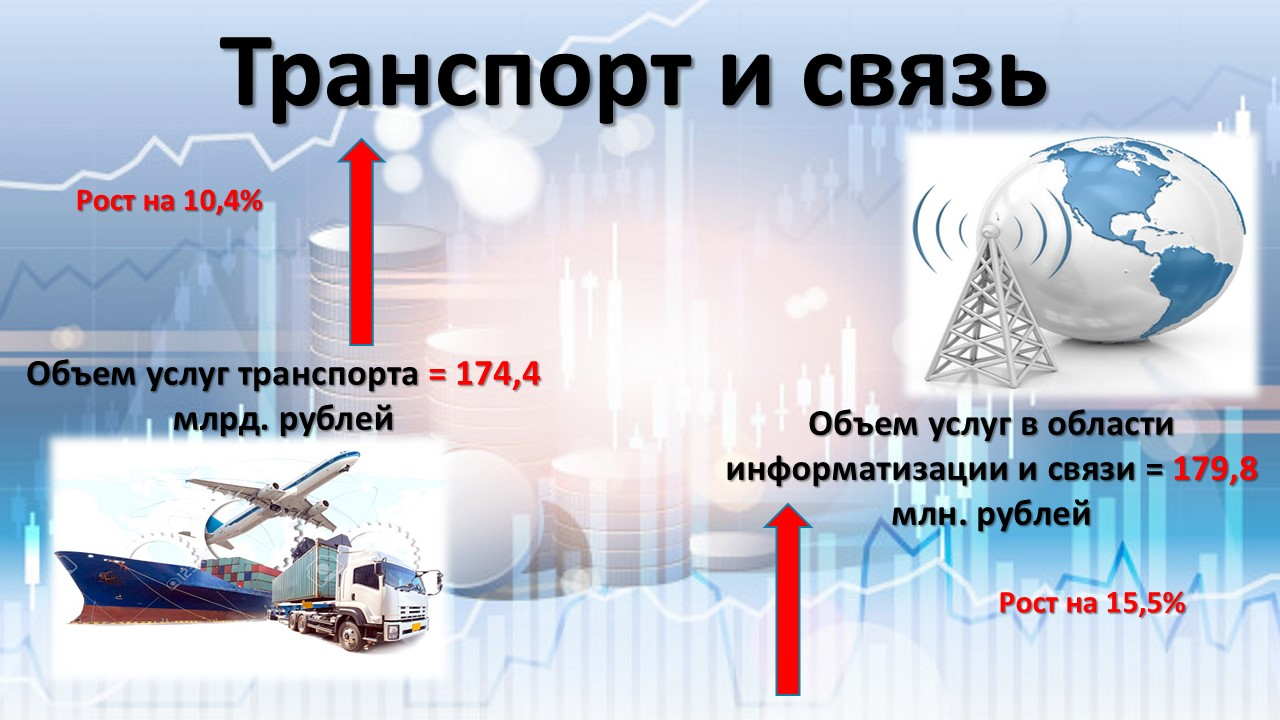 Транспорт и связь
Рост на 10,4%
Объем услуг транспорта = 174,4
млрд. рублей
Объем услуг в области
информатизации и связи = 179,8
млн. рублей
Рост на 15,5%